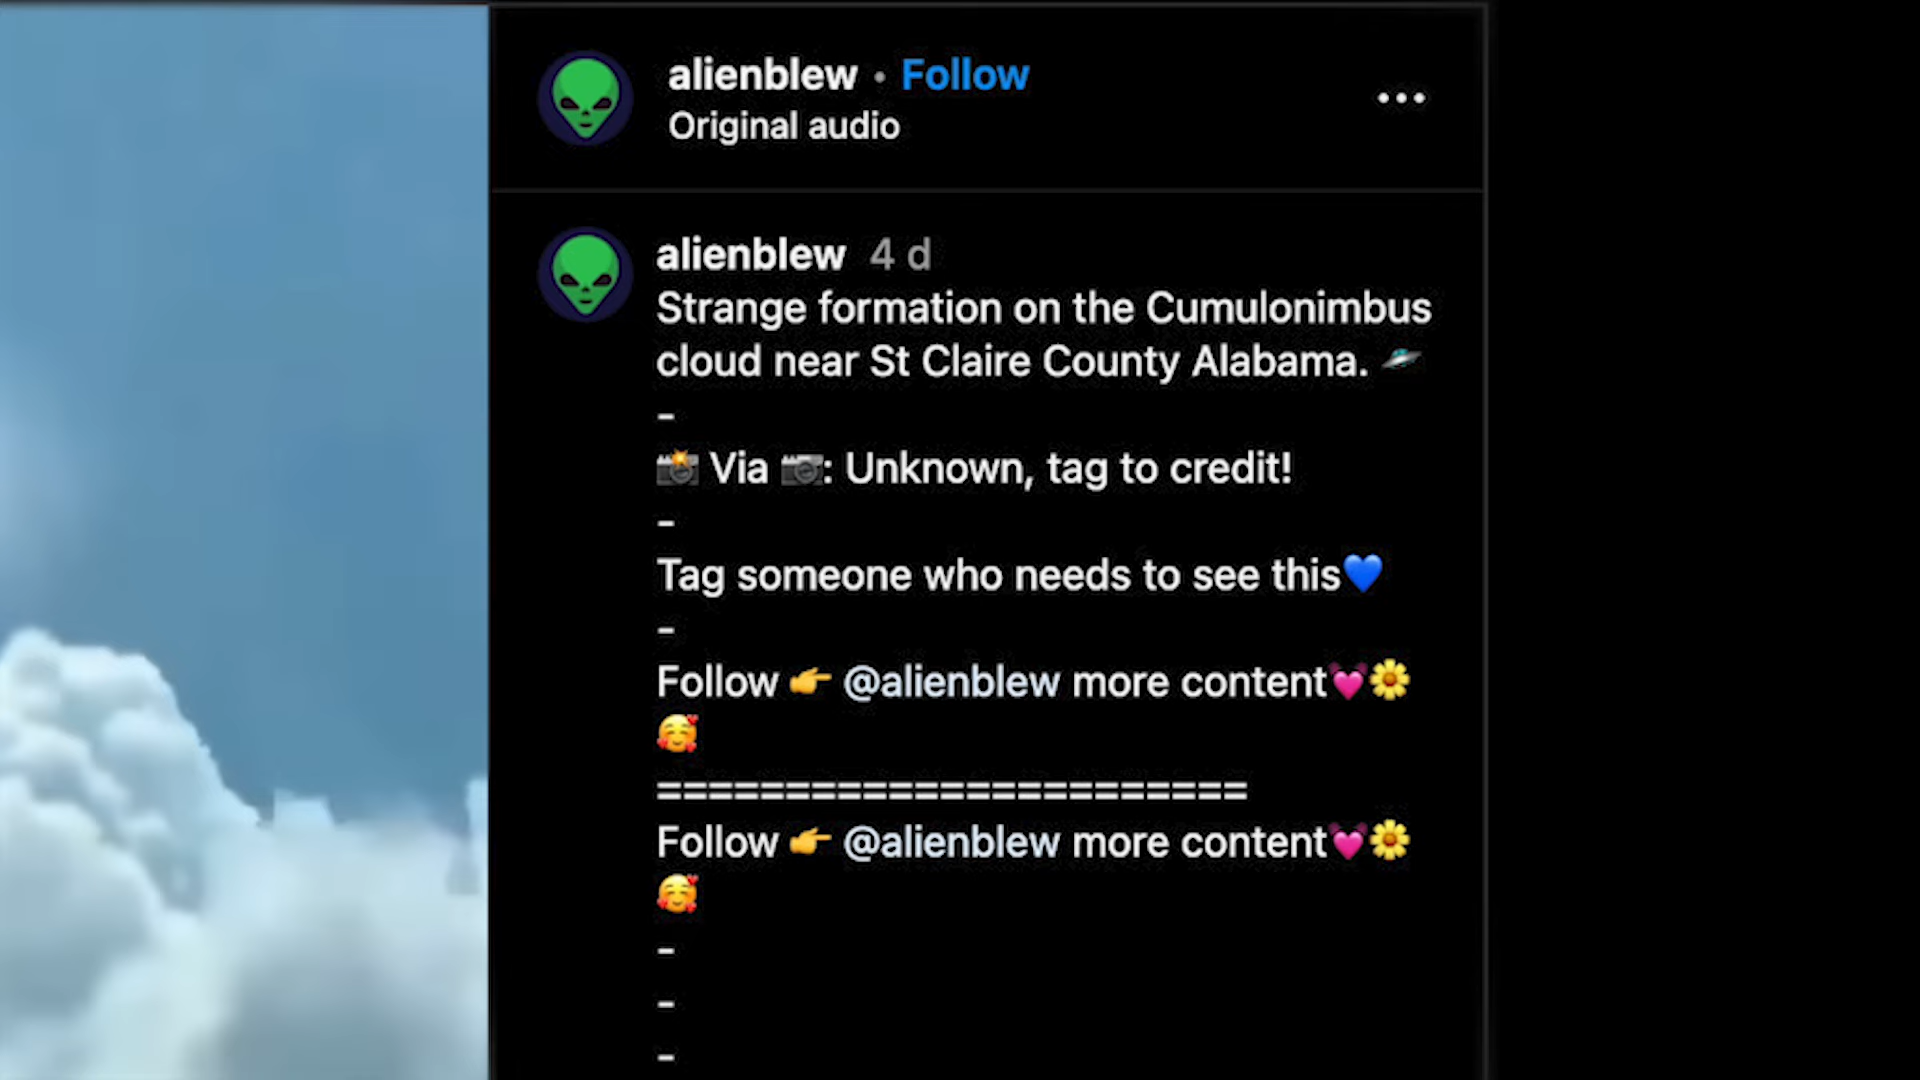 alienblew • Follow
Original audio
alienblew 4 d
Strange formation on the Cumulonimbus
cloud near St Claire County Alabama. 🛸
-
📸 Via 📷: Unknown, tag to credit!
-
Tag someone who needs to see this💙
-
Follow 👉 @alienblew more content💓🌼
🥰
=======================
Follow 👉 @alienblew more content💓🌼
🥰
-
-
-